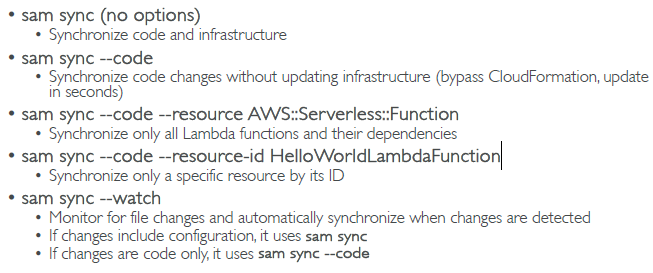 • sam sync (no options)
• Synchronize code and infrastructure
• sam sync --code
• Synchronize code changes without updating infrastructure (bypass CloudFormation, update
in seconds)
• sam sync --code --resource AWS::Serverless::Function
• Synchronize only all Lambda functions and their dependencies
• sam sync --code --resource-id HelloWorldLambdaFunction
• Synchronize only a specific resource by its ID
• sam sync --watch
• Monitor for file changes and automatically synchronize when changes are detected
• If changes include configuration, it uses sam sync
• If changes are code only, it uses sam sync --code